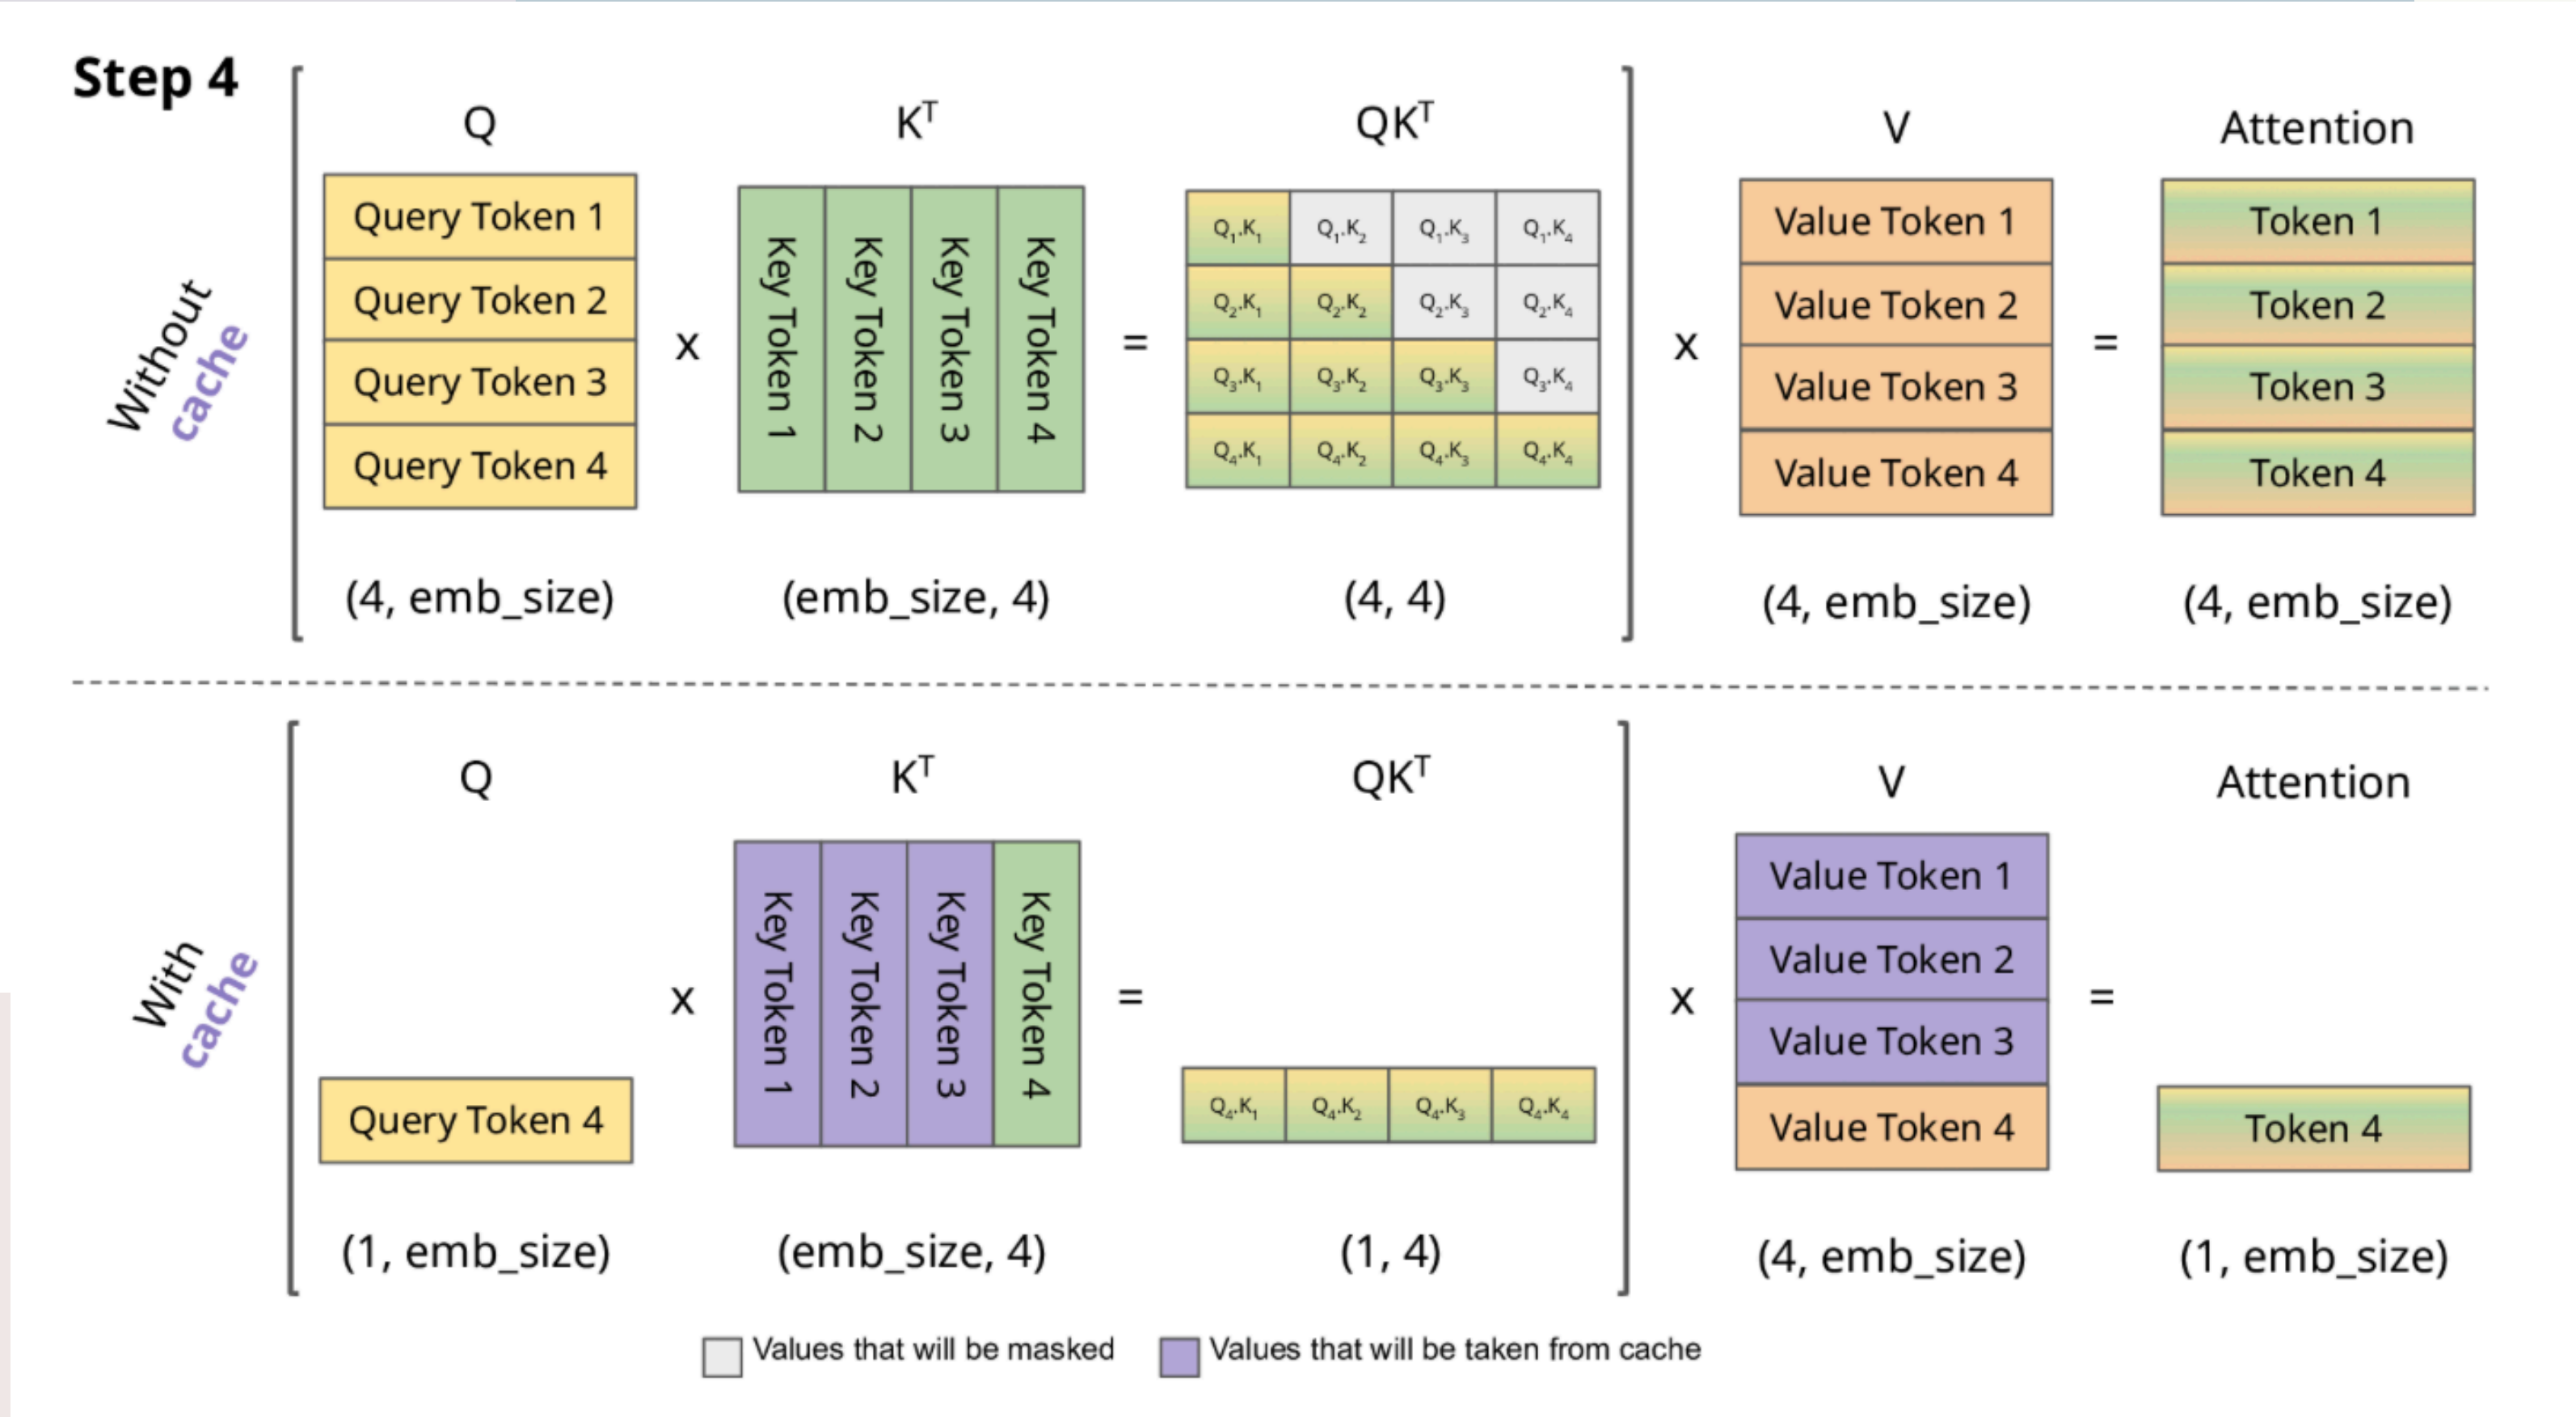 Step 4
Without
cache
Q
K^T
QK^T
V
Attention
Query Token 1
Query Token 2
Query Token 3
Query Token 4
x
Key Token 1
Key Token 2
Key Token 3
Key Token 4
=
Q₁.K₁ Q₁.K₂ Q₁.K₃ Q₁.K₄
Q₂.K₁ Q₂.K₂ Q₂.K₃ Q₂.K₄
Q₃.K₁ Q₃.K₂ Q₃.K₃ Q₃.K₄
Q₄.K₁ Q₄.K₂ Q₄.K₃ Q₄.K₄
x
Value Token 1
Value Token 2
Value Token 3
Value Token 4
=
Token 1
Token 2
Token 3
Token 4
(4, emb_size)
(emb_size, 4)
(4, 4)
(4, emb_size)
(4, emb_size)
With
cache
Q
K^T
QK^T
V
Attention
Query Token 4
x
Key Token 1
Key Token 2
Key Token 3
Key Token 4
=
Q₄.K₁ Q₄.K₂ Q₄.K₃ Q₄.K₄
x
Value Token 1
Value Token 2
Value Token 3
Value Token 4
=
Token 4
(1, emb_size)
(emb_size, 4)
(1, 4)
(4, emb_size)
(1, emb_size)
Values that will be masked
Values that will be taken from cache